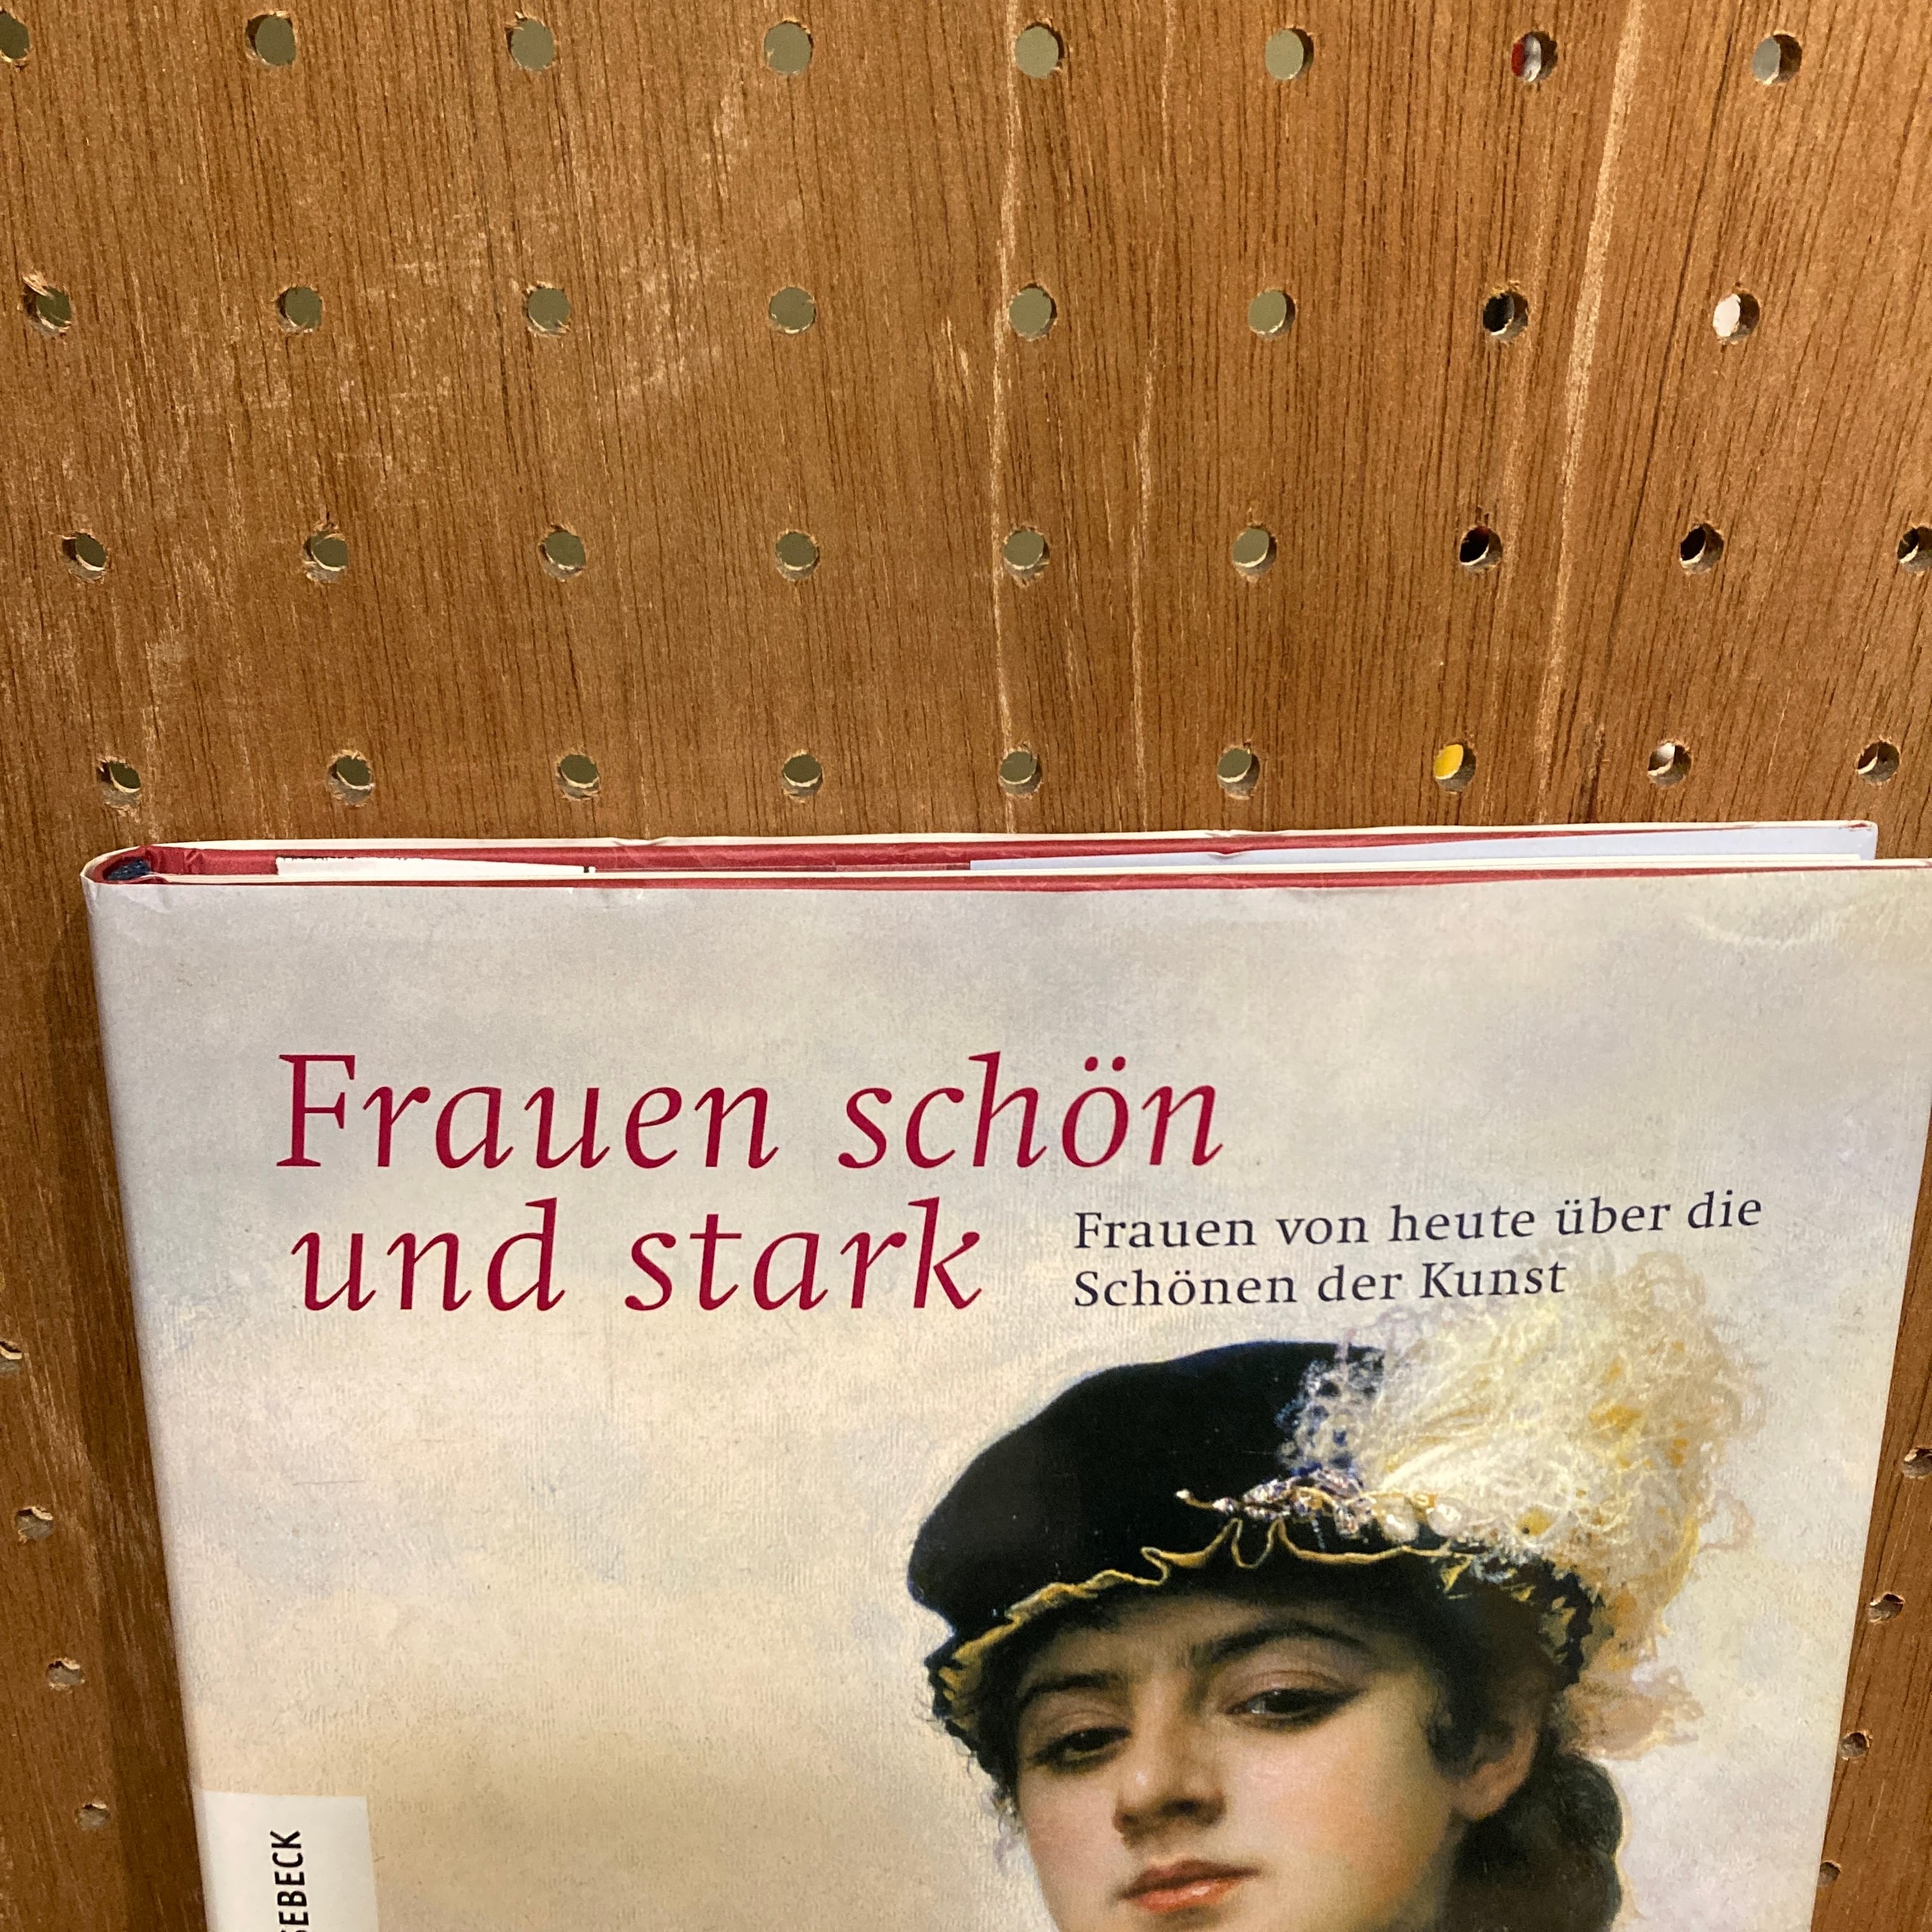 Frauen schön
und stark
Frauen von heute über die
Schönen der Kunst